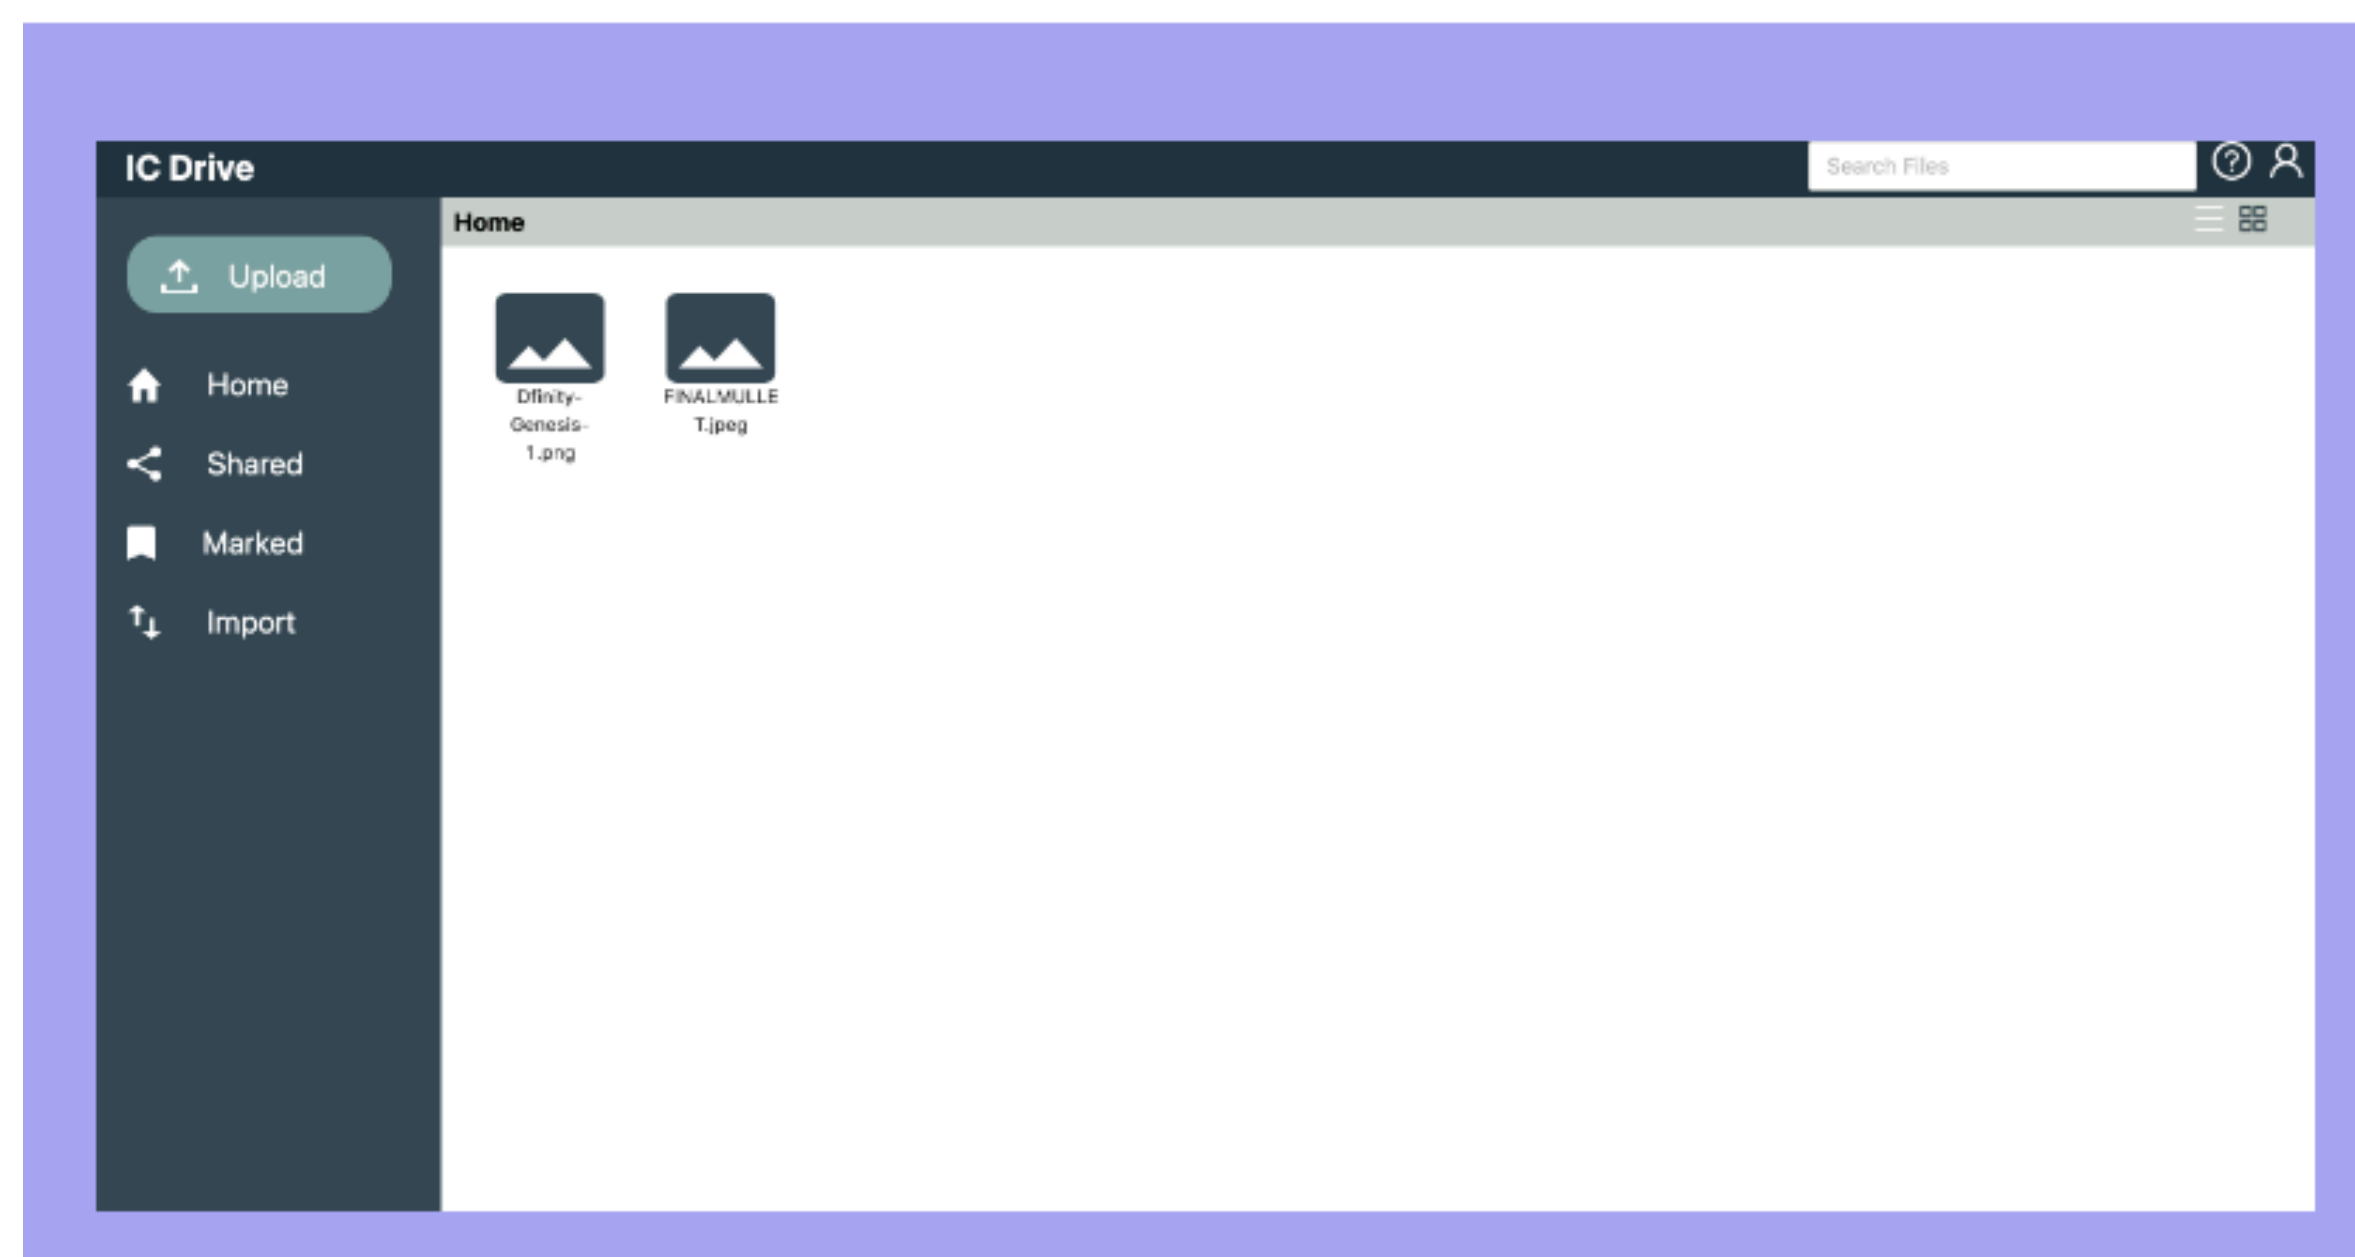 IC Drive
Search Files
Upload
Home
Shared
Marked
Import
Home
Dfinity-
Genesis-
1.png
FINALMULLE
T.jpeg